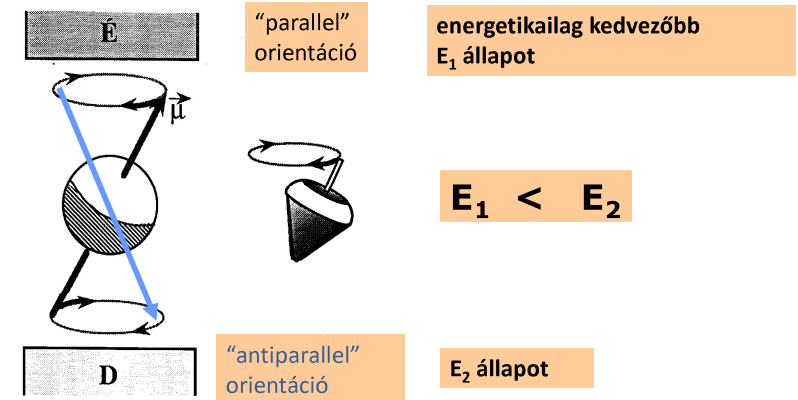 É
"parallel"
orientáció
energetikailag kedvezőbb
E₁ állapot
μ⃗
E₁ < E₂
D
"antiparallel"
orientáció
E₂ állapot